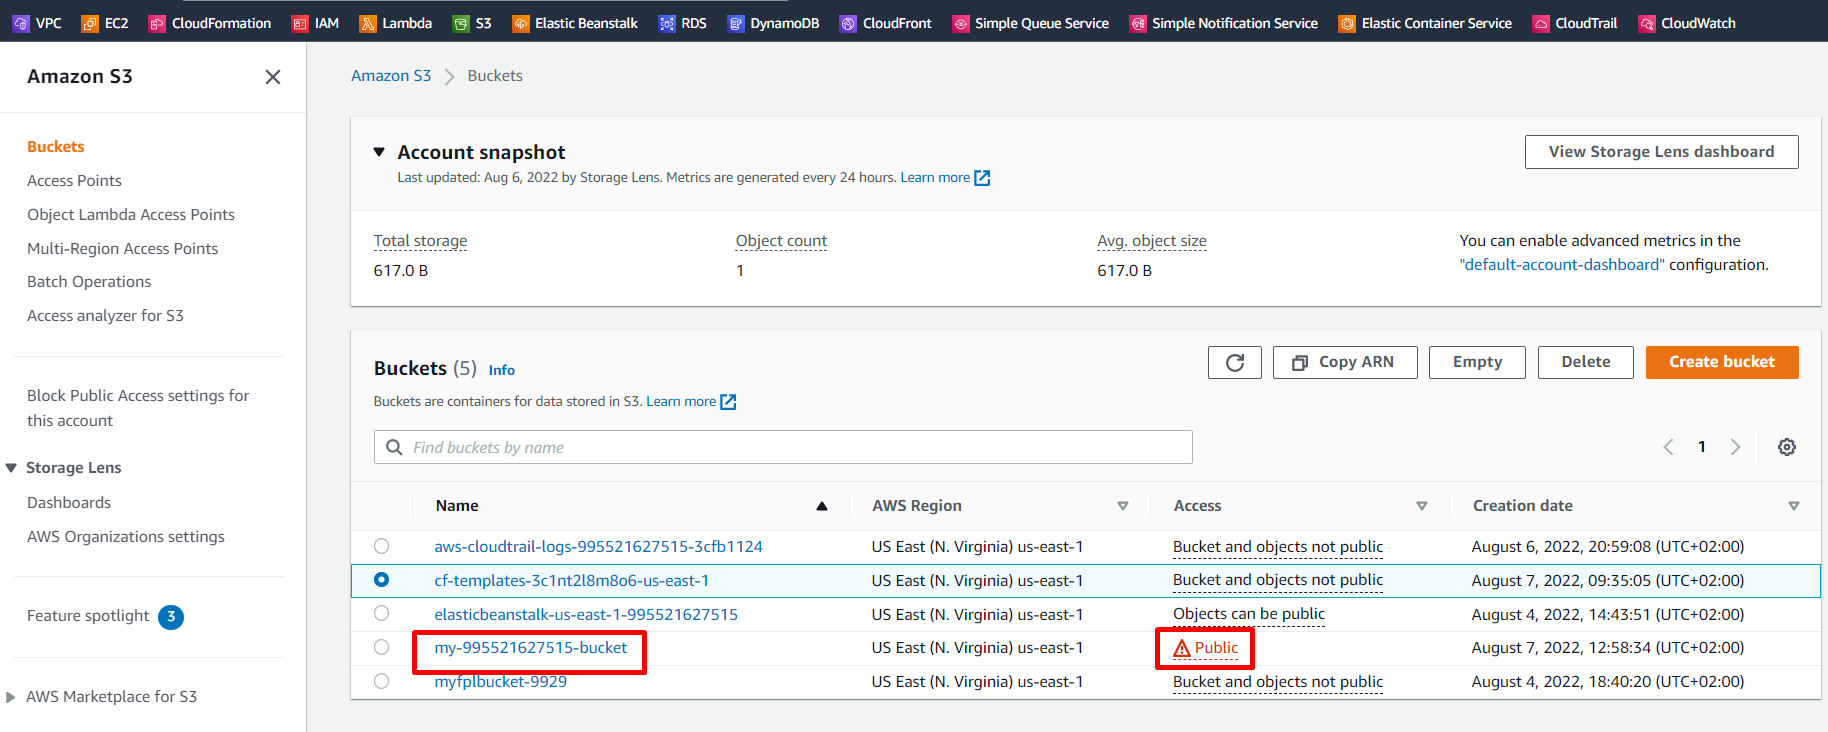 VPC EC2 CloudFormation IAM Lambda S3 Elastic Beanstalk RDS DynamoDB CloudFront Simple Queue Service Simple Notification Service Elastic Container Service CloudTrail CloudWatch
Amazon S3
Buckets
Access Points
Object Lambda Access Points
Multi-Region Access Points
Batch Operations
Access analyzer for S3
Block Public Access settings for
this account
Storage Lens
Dashboards
AWS Organizations settings
Feature spotlight 3
AWS Marketplace for S3
Amazon S3 Buckets
Account snapshot
View Storage Lens dashboard
Last updated: Aug 6, 2022 by Storage Lens. Metrics are generated every 24 hours. Learn more
Total storage Object count Avg. object size
617.0 B 1 617.0 B
You can enable advanced metrics in the
"default-account-dashboard" configuration.
Buckets (5) Info
Copy ARN Empty Delete Create bucket
Buckets are containers for data stored in S3. Learn more
Find buckets by name
1
Name AWS Region Access Creation date
aws-cloudtrail-logs-995521627515-3cfb1124 US East (N. Virginia) us-east-1 Bucket and objects not public August 6, 2022, 20:59:08 (UTC+02:00)
cf-templates-3c1nt2l8m8o6-us-east-1 US East (N. Virginia) us-east-1 Bucket and objects not public August 7, 2022, 09:35:05 (UTC+02:00)
elasticbeanstalk-us-east-1-995521627515 US East (N. Virginia) us-east-1 Objects can be public August 4, 2022, 14:43:51 (UTC+02:00)
my-995521627515-bucket US East (N. Virginia) us-east-1 Public August 7, 2022, 12:58:34 (UTC+02:00)
myfplbucket-9929 US East (N. Virginia) us-east-1 Bucket and objects not public August 4, 2022, 18:40:20 (UTC+02:00)